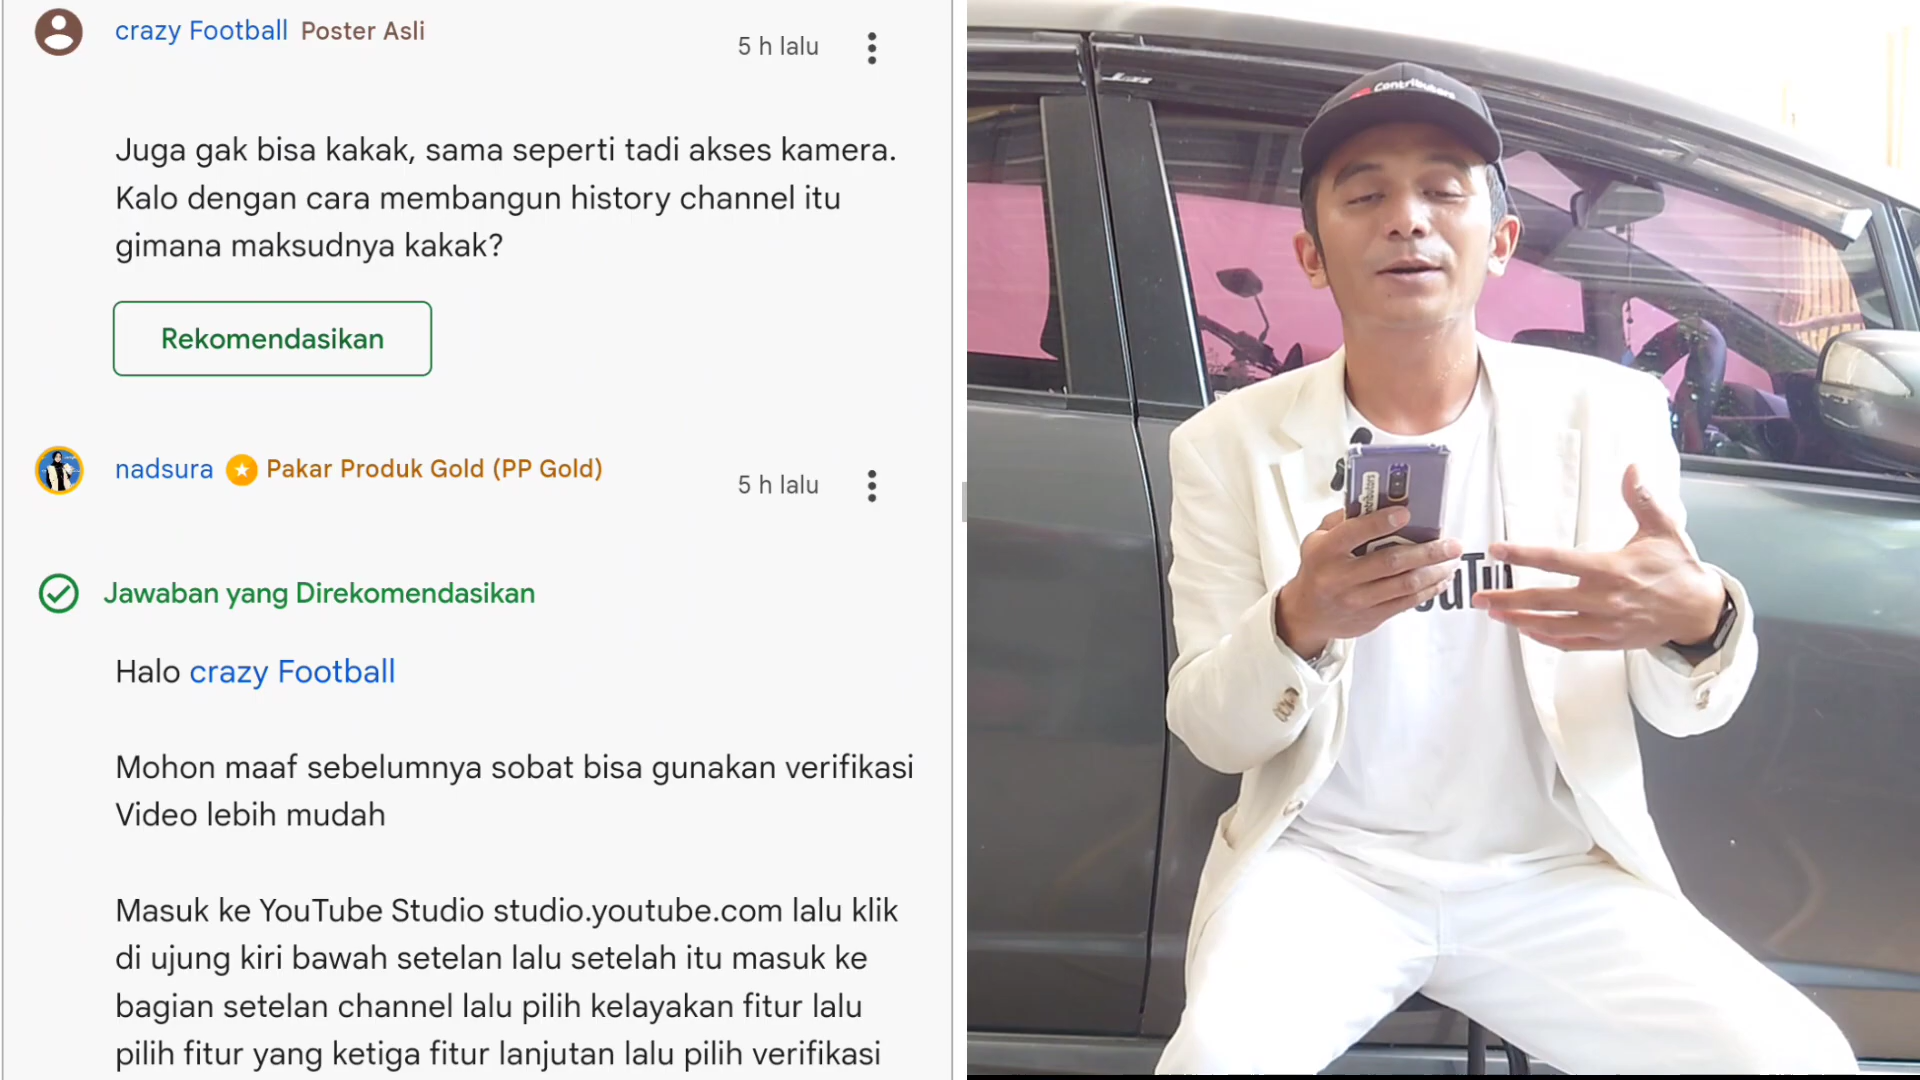 crazy Football Poster Asli
5 h lalu
Juga gak bisa kakak, sama seperti tadi akses kamera.
Kalo dengan cara membangun history channel itu
gimana maksudnya kakak?
Rekomendasikan
nadsura Pakar Produk Gold (PP Gold)
5 h lalu
Jawaban yang Direkomendasikan
Halo crazy Football
Mohon maaf sebelumnya sobat bisa gunakan verifikasi
Video lebih mudah
Masuk ke YouTube Studio studio.youtube.com lalu klik
di ujung kiri bawah setelan lalu setelah itu masuk ke
bagian setelan channel lalu pilih kelayakan fitur lalu
pilih fitur yang ketiga fitur lanjutan lalu pilih verifikasi
Contributors